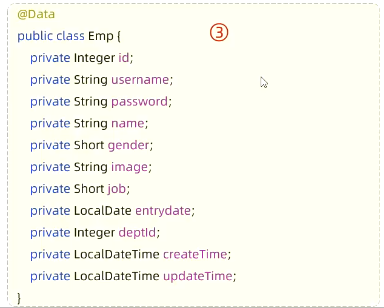 @Data
public class Emp {
③
private Integer id;
private String username;
private String password;
private String name;
private Short gender;
private String image;
private Short job;
private LocalDate entrydate;
private Integer deptId;
private LocalDateTime createTime;
private LocalDateTime updateTime;
}